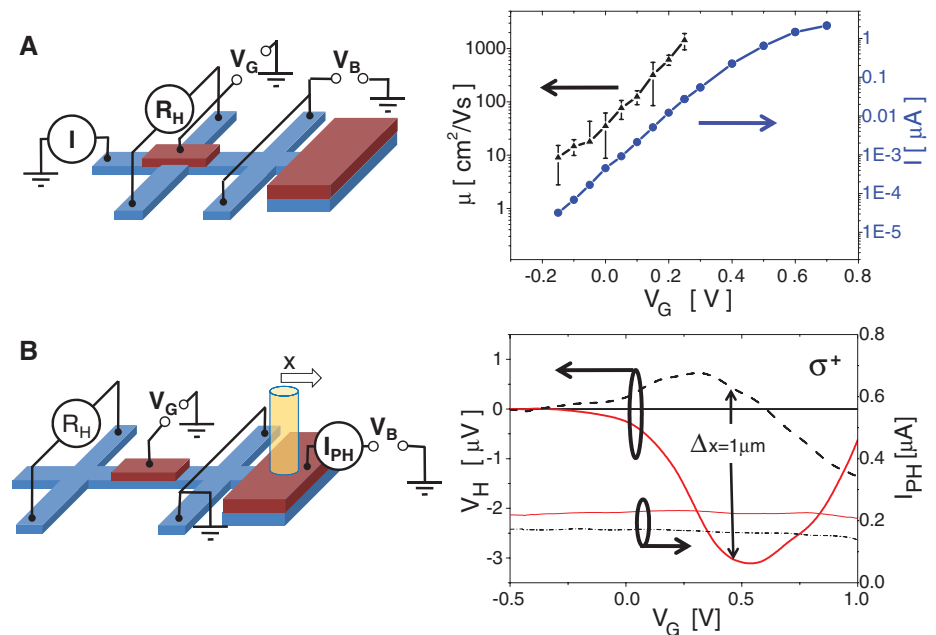 A
V_G
V_B
R_H
I
1000
100
10
1
μ [ cm²/Vs]
1
0.1
0.01
1E-3
1E-4
1E-5
I [ μA]
-0.2 0.0 0.2 0.4 0.6 0.8
V_G [ V]
B
X
V_G
R_H
I_PH
V_B
σ⁺
1
0
-1
-2
-3
V_H [ μV]
Δx=1μm
0.8
0.6
0.4
0.2
0.0
I_PH [μA]
-0.5 0.0 0.5 1.0
V_G [V]